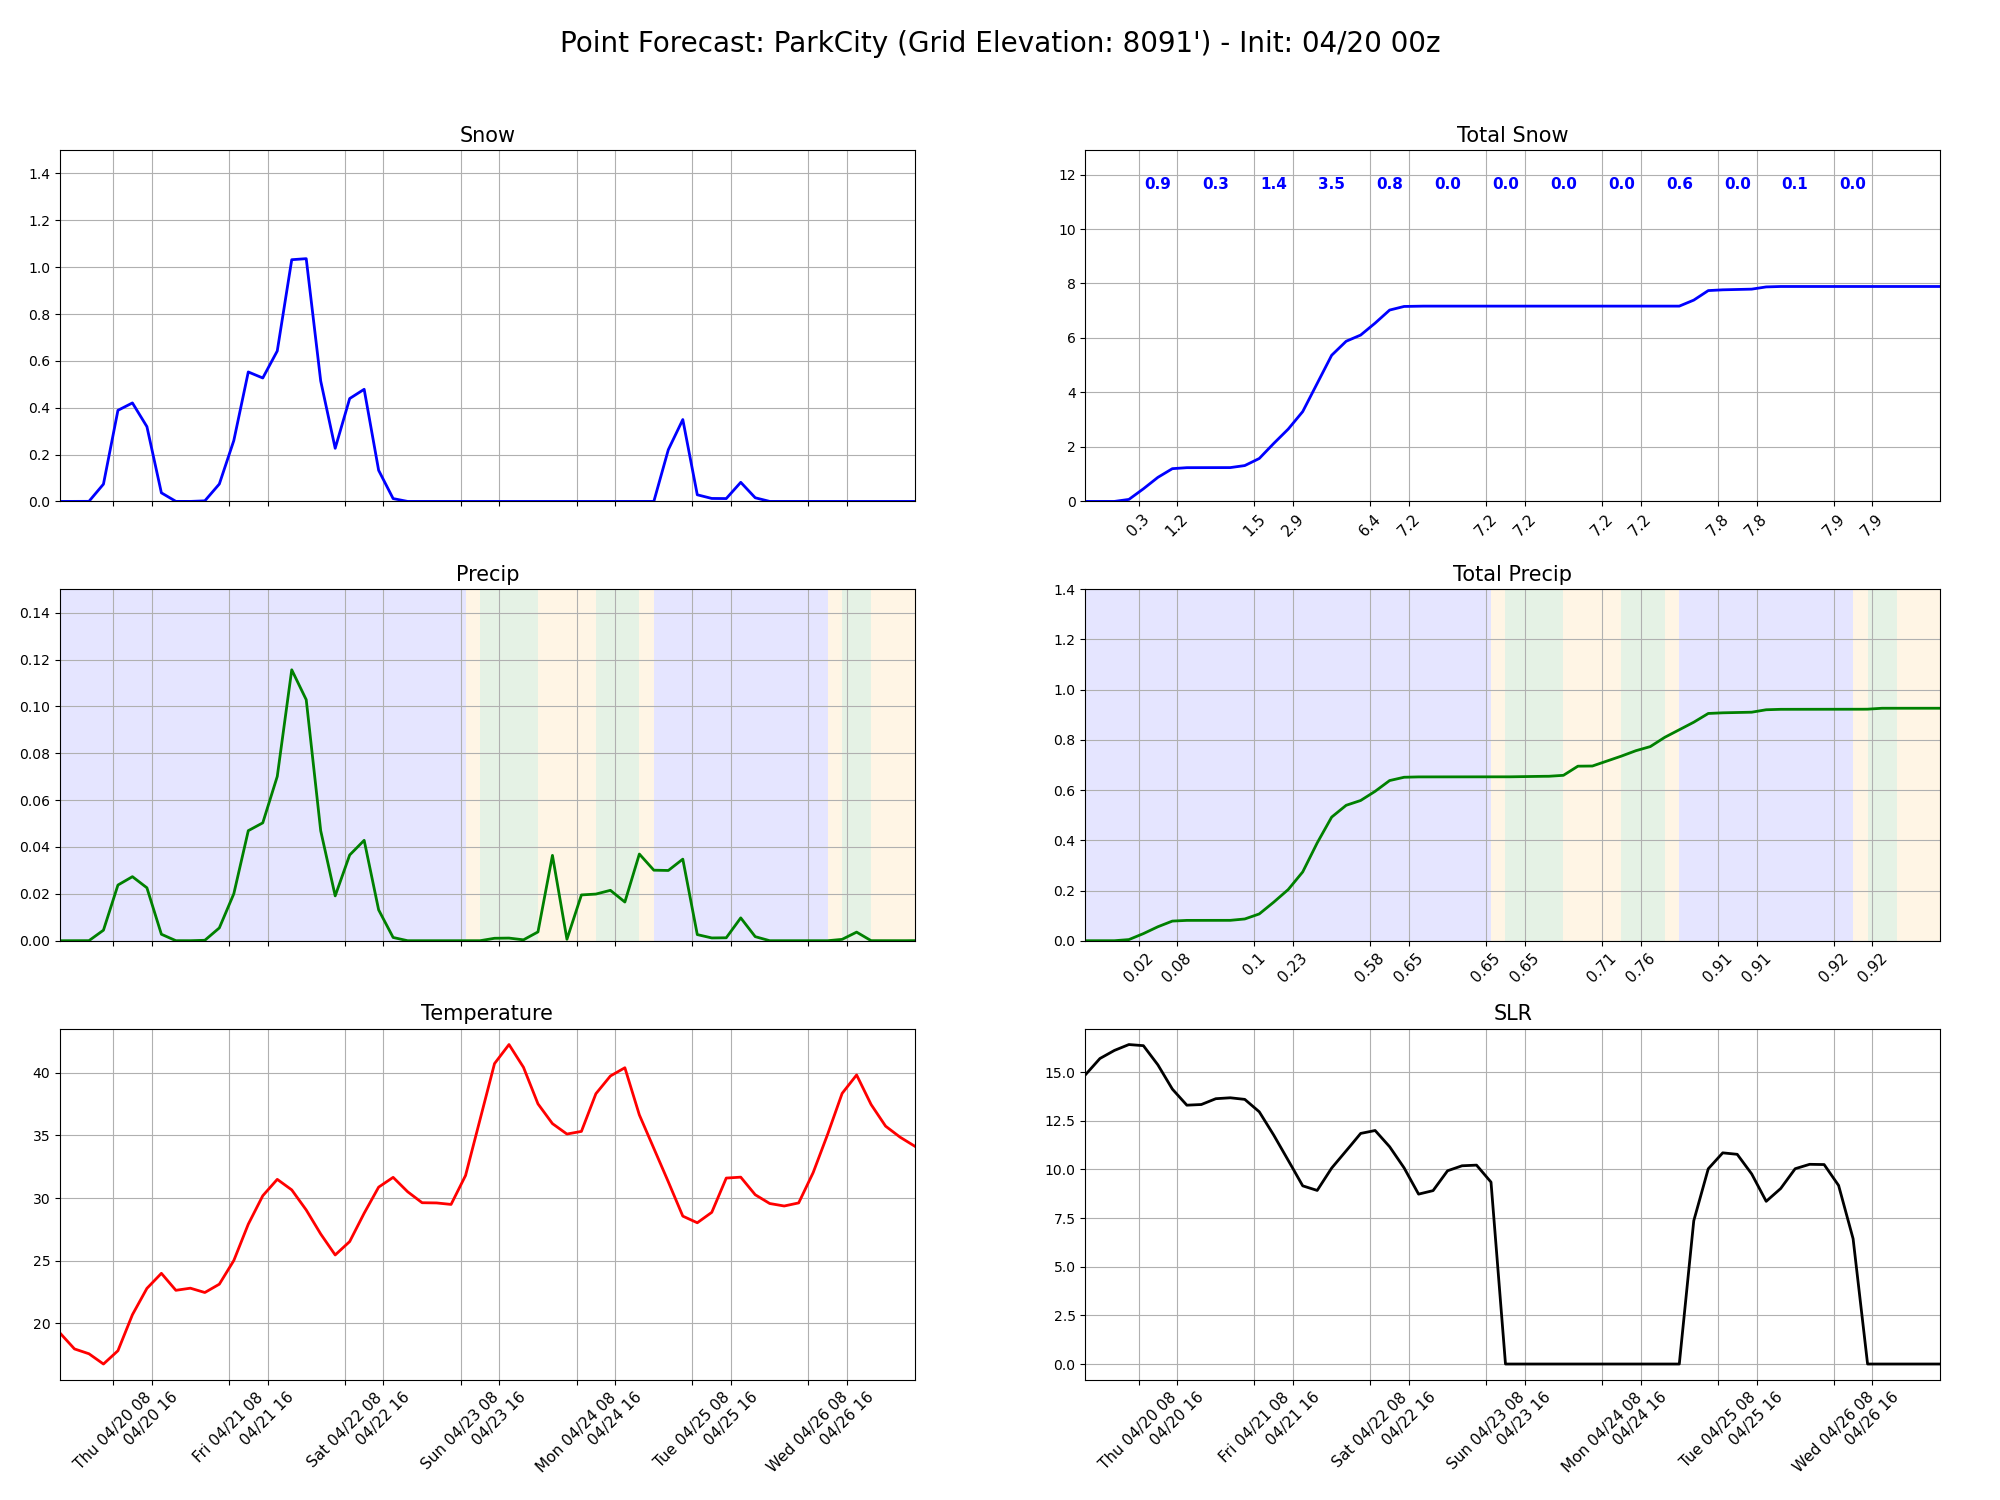 Point Forecast: ParkCity (Grid Elevation: 8091') - Init: 04/20 00z
Snow
1.4
1.2
1.0
0.8
0.6
0.4
0.2
0.0
Total Snow
0.9 0.3 1.4 3.5 0.8 0.0 0.0 0.0 0.0 0.6 0.0 0.1 0.0
12
10
8
6
4
2
0
0.3 1.2 1.5 2.9 6.4 7.2 7.2 7.2 7.2 7.2 7.8 7.8 7.9 7.9
Precip
0.14
0.12
0.10
0.08
0.06
0.04
0.02
0.00
Total Precip
1.4
1.2
1.0
0.8
0.6
0.4
0.2
0.0
0.02 0.08 0.1 0.23 0.58 0.65 0.65 0.65 0.71 0.76 0.91 0.91 0.92 0.92
Temperature
40
35
30
25
20
Thu 04/20 08
04/20 16
Fri 04/21 08
04/21 16
Sat 04/22 08
04/22 16
Sun 04/23 08
04/23 16
Mon 04/24 08
04/24 16
Tue 04/25 08
04/25 16
Wed 04/26 08
04/26 16
SLR
15.0
12.5
10.0
7.5
5.0
2.5
0.0
Thu 04/20 08
04/20 16
Fri 04/21 08
04/21 16
Sat 04/22 08
04/22 16
Sun 04/23 08
04/23 16
Mon 04/24 08
04/24 16
Tue 04/25 08
04/25 16
Wed 04/26 08
04/26 16